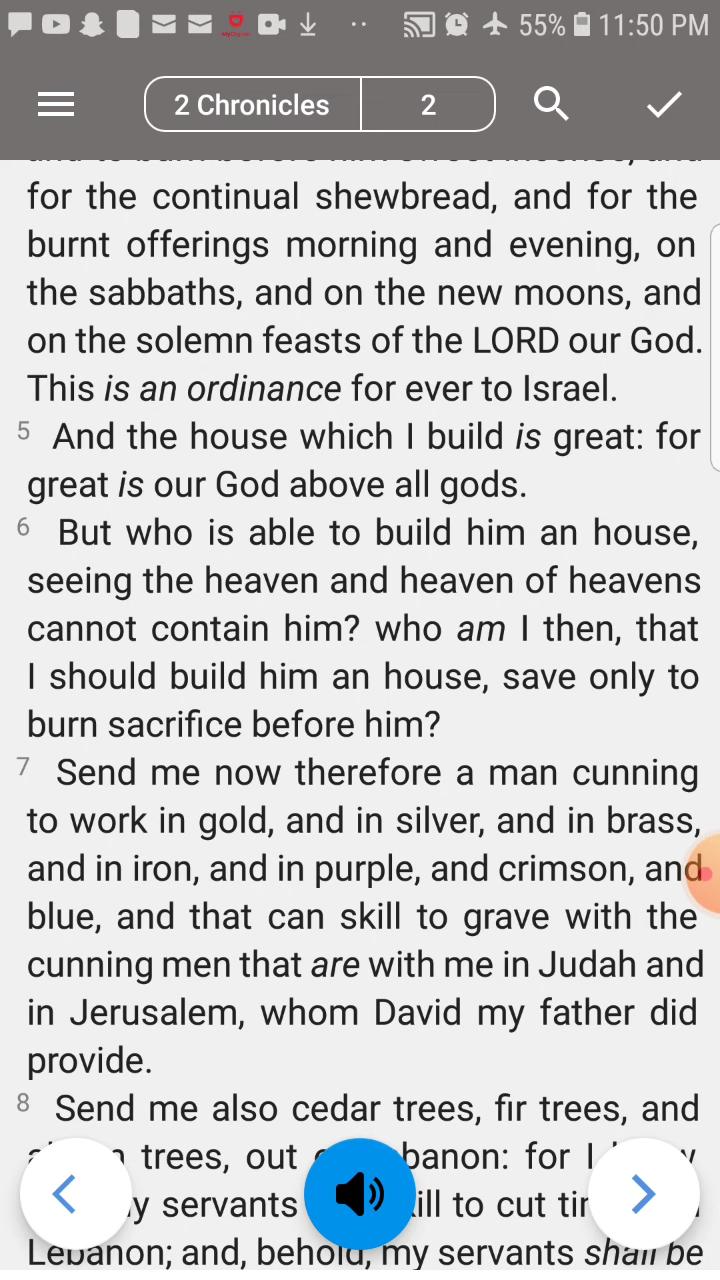 55% 11:50 PM
2 Chronicles 2
for the continual shewbread, and for the
burnt offerings morning and evening, on
the sabbaths, and on the new moons, and
on the solemn feasts of the LORD our God.
This is an ordinance for ever to Israel.
5 And the house which I build is great: for
great is our God above all gods.
6 But who is able to build him an house,
seeing the heaven and heaven of heavens
cannot contain him? who am I then, that
I should build him an house, save only to
burn sacrifice before him?
7 Send me now therefore a man cunning
to work in gold, and in silver, and in brass,
and in iron, and in purple, and crimson, and
blue, and that can skill to grave with the
cunning men that are with me in Judah and
in Jerusalem, whom David my father did
provide.
8 Send me also cedar trees, fir trees, and
trees, out banon: for I
y servants ill to cut tir
Lebanon; and, behold, my servants shall be